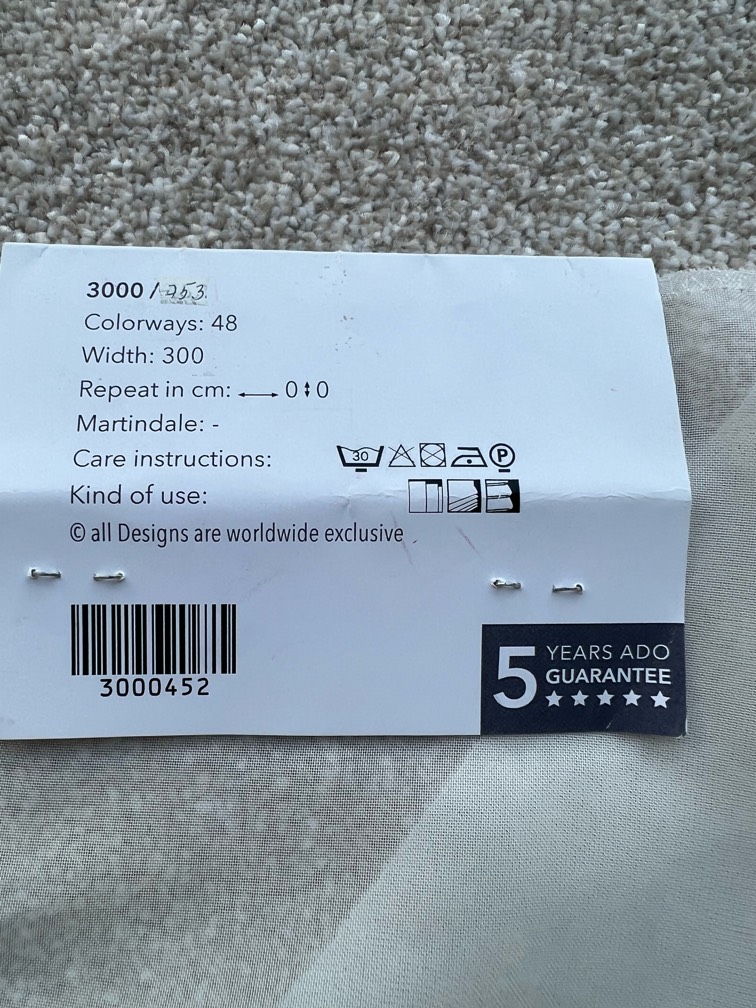 3000 / 253
Colorways: 48
Width: 300
Repeat in cm: ⟷ 0 ↕ 0
Martindale: -
Care instructions: 30 P
Kind of use:
© all Designs are worldwide exclusive
3000452
5 YEARS ADO
GUARANTEE
★★★★★